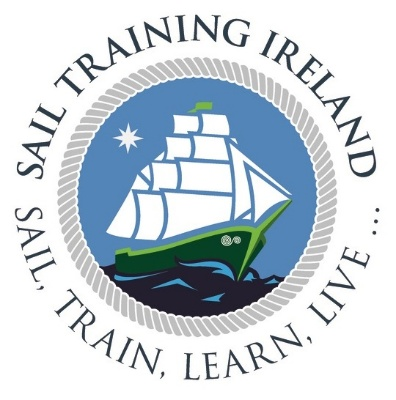 SAIL TRAINING IRELAND
SAIL, TRAIN, LEARN, LIVE ...